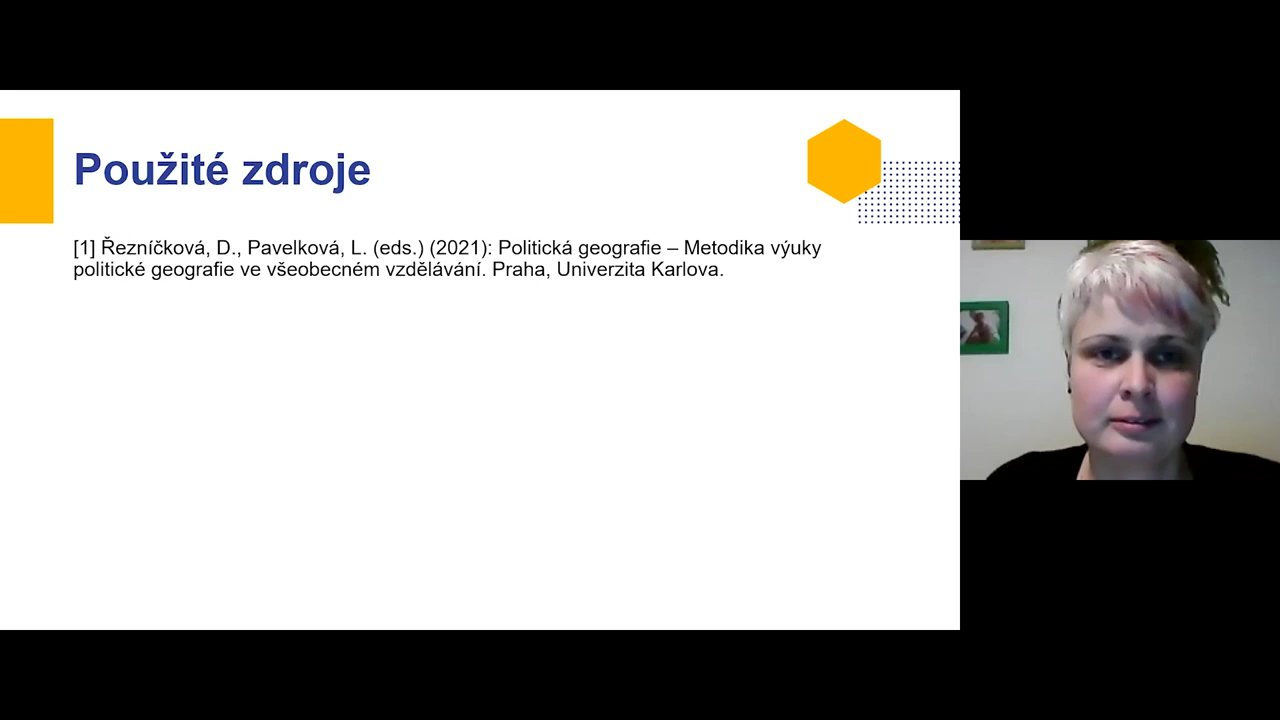 Použité zdroje
[1] Řezníčková, D., Pavelková, L. (eds.) (2021): Politická geografie – Metodika výuky
politické geografie ve všeobecném vzdělávání. Praha, Univerzita Karlova.